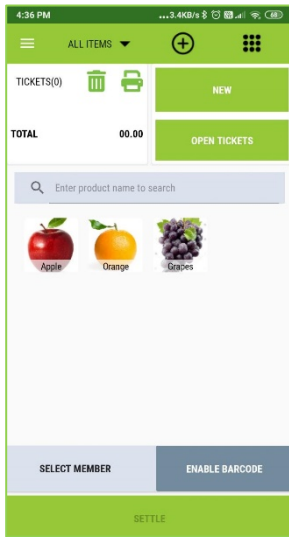 4:36 PM ...3.4KB/s 68
ALL ITEMS
TICKETS(0)
NEW
TOTAL 00.00
OPEN TICKETS
Enter product name to search
Apple Orange Grapes
SELECT MEMBER ENABLE BARCODE
SETTLE